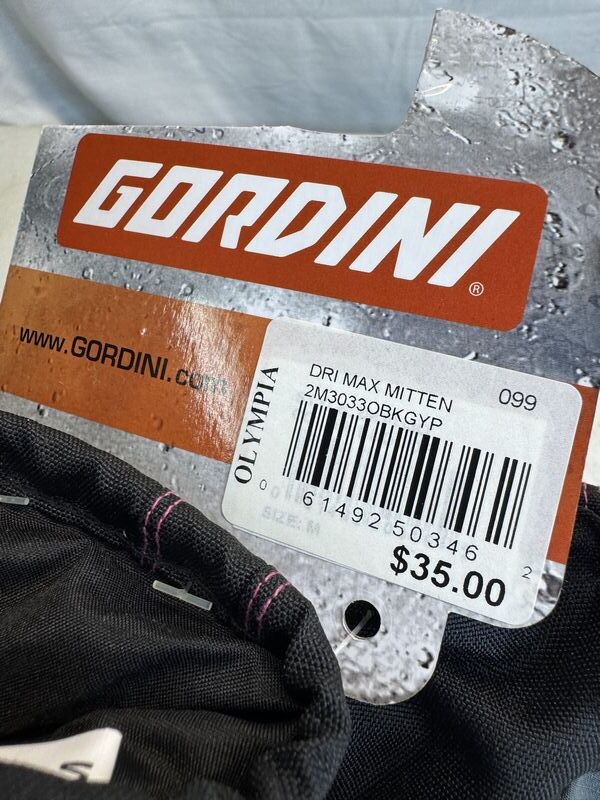 GORDINI®
www.GORDINI.com
OLYMPIA
DRI MAX MITTEN 099
2M3033OBKGYP
0 61492 50346 2
SIZE: M
$35.00
S